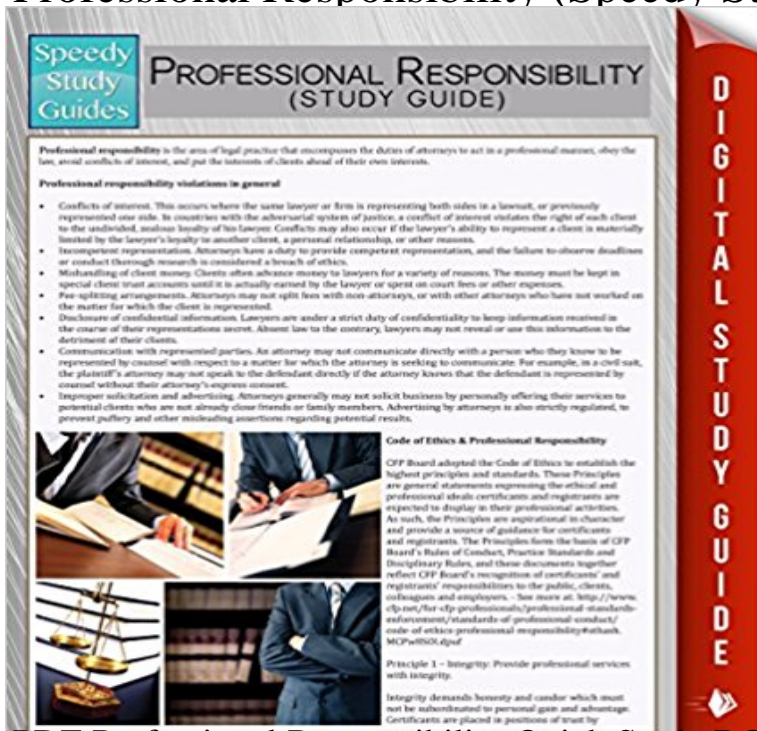 Professional Responsibility (Speedy St
Speedy
Study
Guides
PROFESSIONAL RESPONSIBILITY
(STUDY GUIDE)
DIGITAL STUDY GUIDE
Professional responsibility is the area of legal practice that encompasses the duties of attorneys to act in a professional manner, obey the
law, avoid conflicts of interest, and put the interests of clients ahead of their own interests.
Professional responsibility violations in general
• Conflicts of interest. This occurs where the same lawyer or firm is representing both sides in a lawsuit, or previously
represented one side. In countries with the adversarial system of justice, a conflict of interest violates the right of each client
to the undivided, zealous loyalty of his lawyer. Conflicts may also occur if the lawyer's ability to represent a client is materially
limited by the lawyer's loyalty to another client, a personal relationship, or other reasons.
• Incompetent representation. Attorneys have a duty to provide competent representation, and the failure to observe deadlines
or conduct thorough research is considered a breach of ethics.
• Mishandling of client money. Clients often advance money to lawyers for a variety of reasons. The money must be kept in
special client trust accounts until it is actually earned by the lawyer or spent on court fees or other expenses.
• Fee-splitting arrangements. Attorneys may not split fees with non-attorneys, or with other attorneys who have not worked on
the matter for which the client is represented.
• Disclosure of confidential information. Lawyers are under a strict duty of confidentiality to keep information received in
the course of their representations secret. Absent law to the contrary, lawyers may not reveal or use this information to the
detriment of their clients.
• Communication with represented parties. An attorney may not communicate directly with a person who they know to be
represented by counsel with respect to a matter for which the attorney is seeking to communicate. For example, in a civil suit,
the plaintiff's attorney may not speak to the defendant directly if the attorney knows that the defendant is represented by
counsel without their attorney's express consent.
• Improper solicitation and advertising. Attorneys generally may not solicit business by personally offering their services to
potential clients who are not already close friends or family members. Advertising by attorneys is also strictly regulated, to
prevent puffery and other misleading assertions regarding potential results.
Code of Ethics & Professional Responsibility
CFP Board adopted the Code of Ethics to establish the
highest principles and standards. These Principles
are general statements expressing the ethical and
professional ideals certificants and registrants are
expected to display in their professional activities.
As such, the Principles are aspirational in character
and provide a source of guidance for certificants
and registrants. The Principles form the basis of CFP
Board's Rules of Conduct, Practice Standards and
Disciplinary Rules, and these documents together
reflect CFP Board's recognition of certificants' and
registrants' responsibilities to the public, clients,
colleagues and employers. - See more at: http://www.
cfp.net/for-cfp-professionals/professional-standards-
enforcement/standards-of-professional-conduct/
code-of-ethics-professional-responsibility#sthash.
Principle 1 – Integrity: Provide professional services
with integrity.
Integrity demands honesty and candor which must
not be subordinated to personal gain and advantage.
Certificants are placed in positions of trust by